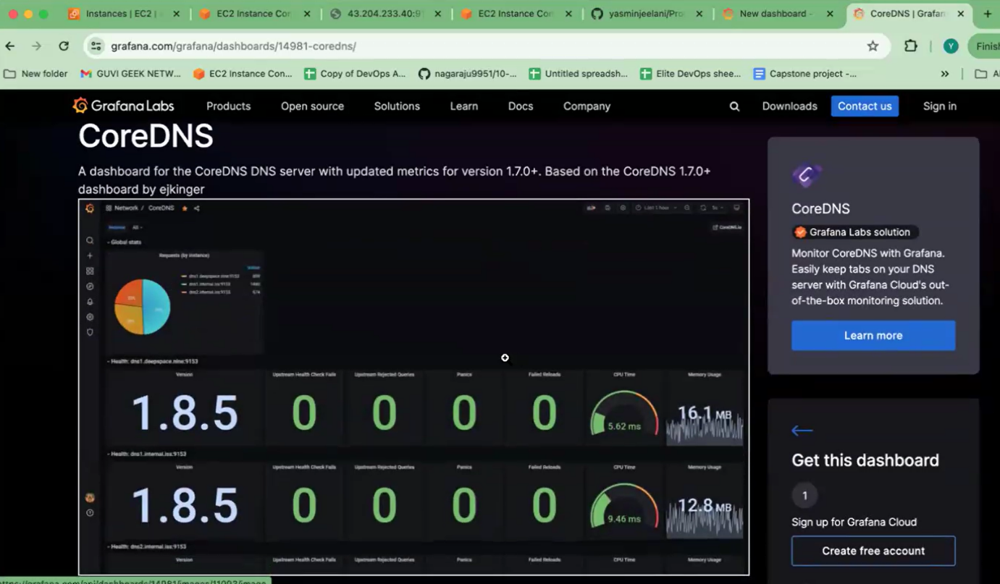 Instances | EC2 |
EC2 Instance Con
43.204.233.40:9
EC2 Instance Con
yasminjeelani/Pro
New dashboard -
CoreDNS | Grafan
grafana.com/grafana/dashboards/14981-coredns/
Y
Finish
New folder
GUVI GEEK NETW...
EC2 Instance Con...
Copy of DevOps A...
nagaraju9951/10-...
Untitled spreadsh...
Elite DevOps shee...
Capstone project -...
Grafana Labs
Products
Open source
Solutions
Learn
Docs
Company
Downloads
Contact us
Sign in
CoreDNS
A dashboard for the CoreDNS DNS server with updated metrics for version 1.7.0+. Based on the CoreDNS 1.7.0+
dashboard by ejkinger
Network / CoreDNS
Last 1 hour
5s
All
CoreDNS.io
Global stats
Requests (by instance)
dns1.deepspace.nine:9153
dns1.internal.iss:9153
dns2.internal.iss:9153
Health: dns1.deepspace.nine:9153
Version
Upstream Health Check Fails
Upstream Rejected Queries
Panics
Failed Reloads
CPU Time
Memory Usage
1.8.5
0
0
0
0
5.62 ms
16.1 MB
Health: dns1.internal.iss:9153
Version
Upstream Health Check Fails
Upstream Rejected Queries
Panics
Failed Reloads
CPU Time
Memory Usage
1.8.5
0
0
0
0
9.46 ms
12.8 MB
Health: dns2.internal.iss:9153
Version
Upstream Health Check Fails
Upstream Rejected Queries
Panics
Failed Reloads
CPU Time
Memory Usage
CoreDNS
Grafana Labs solution
Monitor CoreDNS with Grafana.
Easily keep tabs on your DNS
server with Grafana Cloud's out-
of-the-box monitoring solution.
Learn more
Get this dashboard
1
Sign up for Grafana Cloud
Create free account